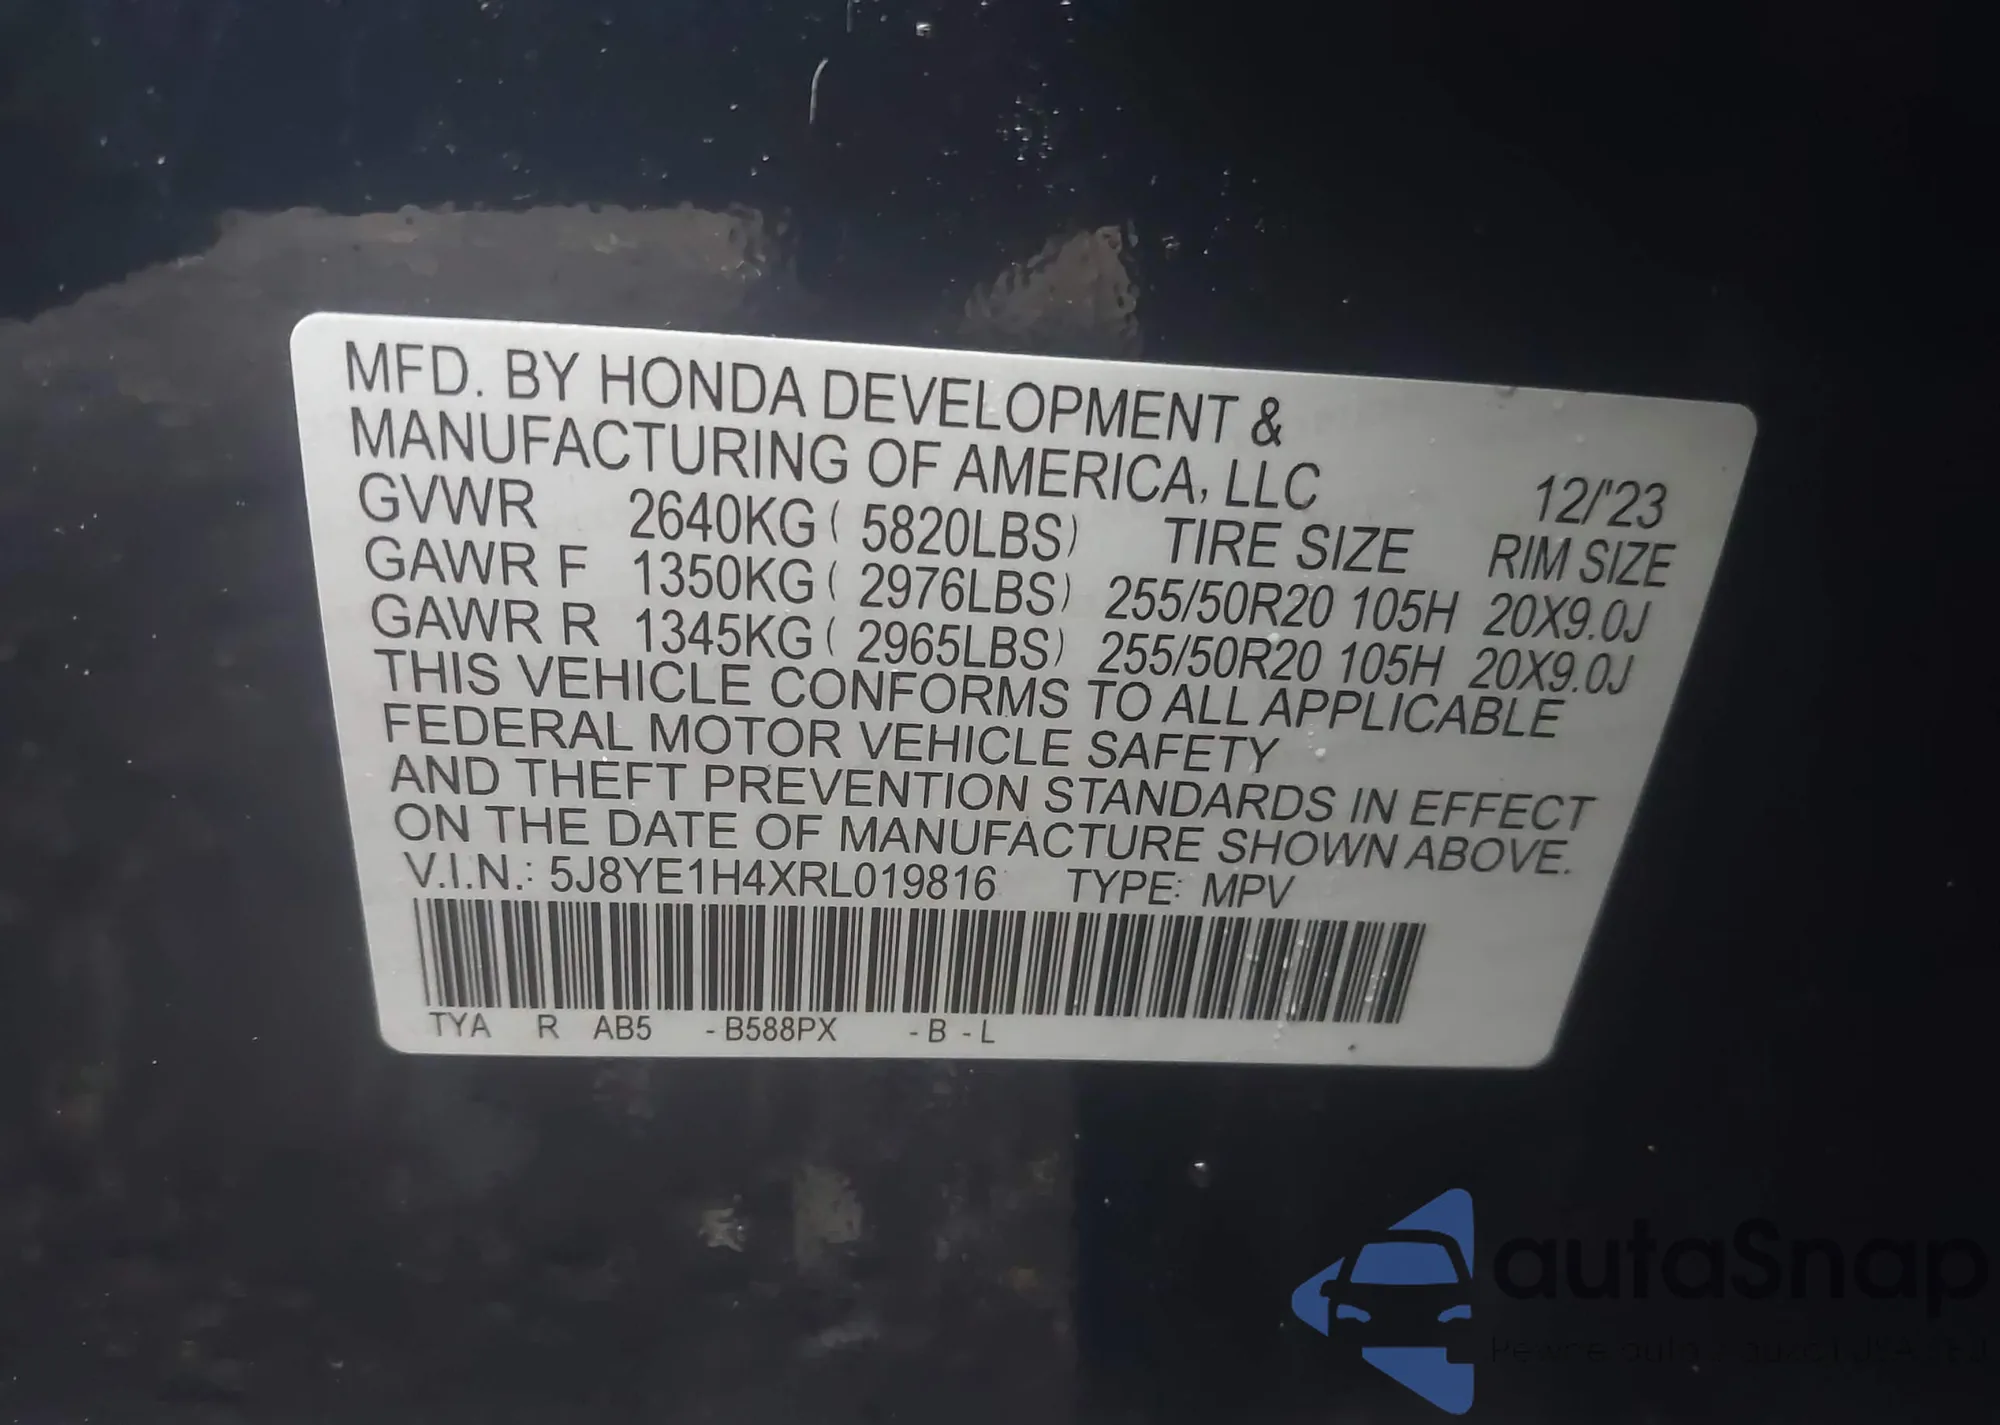 MFD. BY HONDA DEVELOPMENT &
MANUFACTURING OF AMERICA, LLC 12/'23
GVWR 2640KG ( 5820LBS) TIRE SIZE RIM SIZE
GAWR F 1350KG ( 2976LBS) 255/50R20 105H 20X9.0J
GAWR R 1345KG ( 2965LBS) 255/50R20 105H 20X9.0J
THIS VEHICLE CONFORMS TO ALL APPLICABLE
FEDERAL MOTOR VEHICLE SAFETY
AND THEFT PREVENTION STANDARDS IN EFFECT
ON THE DATE OF MANUFACTURE SHOWN ABOVE.
V.I.N.: 5J8YE1H4XRL019816 TYPE: MPV
TYA R AB5 -B588PX -B -L
autaSnap